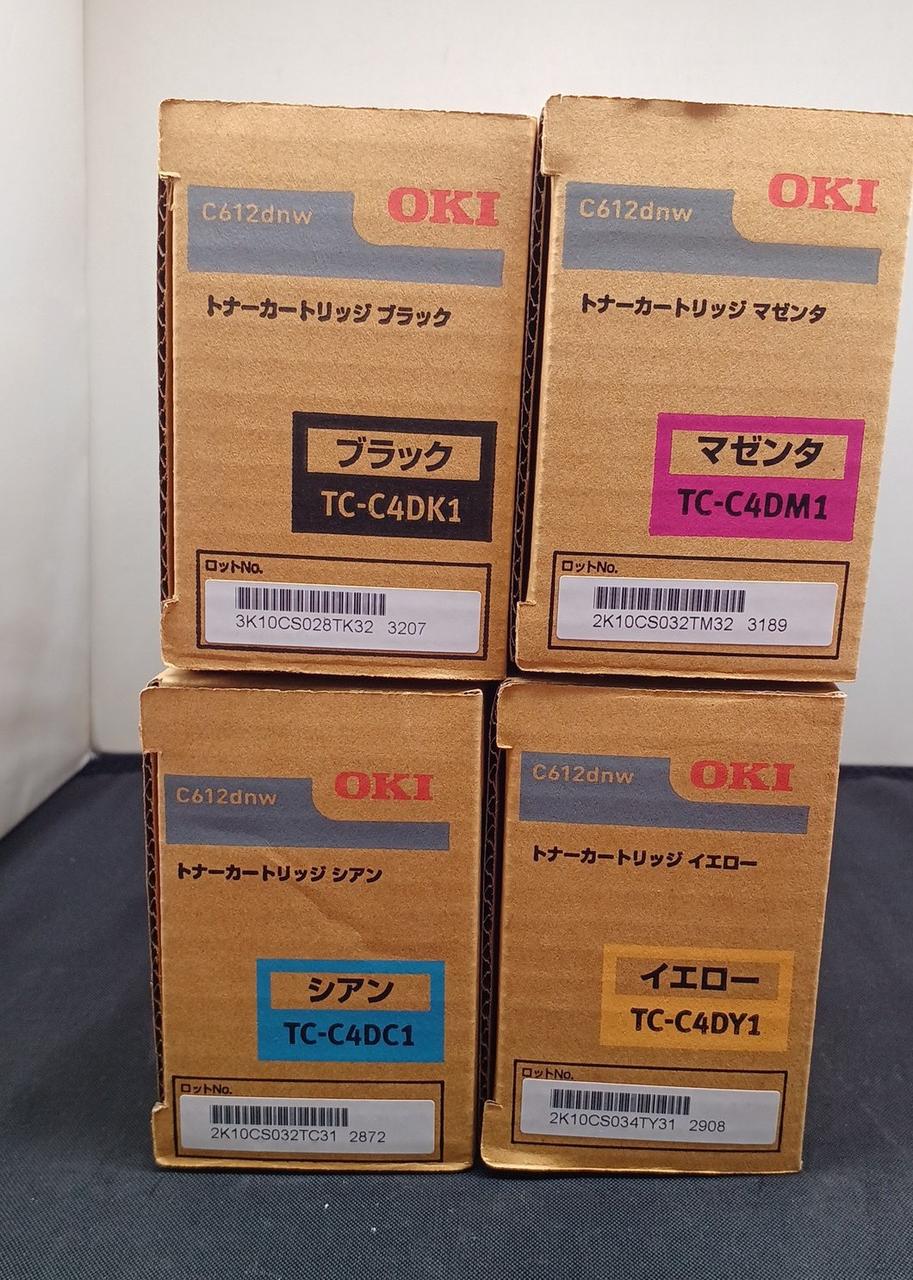 C612dnw
OKI
トナーカートリッジ ブラック
ブラック
TC-C4DK1
ロットNo.
3K10CS028TK32 3207
C612dnw
OKI
トナーカートリッジ マゼンタ
マゼンタ
TC-C4DM1
ロットNo.
2K10CS032TM32 3189
C612dnw
OKI
トナーカートリッジ シアン
シアン
TC-C4DC1
ロットNo.
2K10CS032TC31 2872
C612dnw
OKI
トナーカートリッジ イエロー
イエロー
TC-C4DY1
ロットNo.
2K10CS034TY31 2908